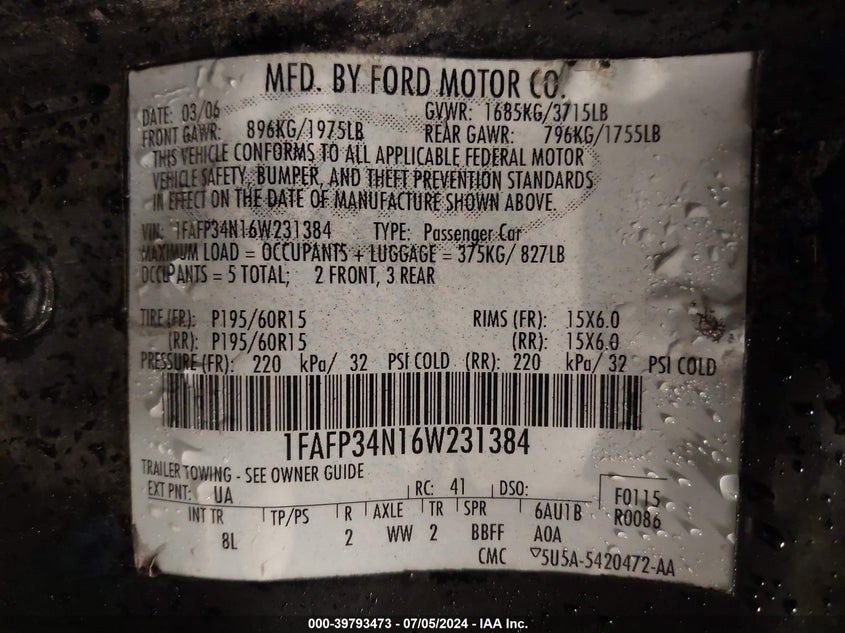 MFD. BY FORD MOTOR CO.
DATE: 03/06 GVWR: 1685KG/3715LB
FRONT GAWR: 896KG/1975LB REAR GAWR: 796KG/1755LB
THIS VEHICLE CONFORMS TO ALL APPLICABLE FEDERAL MOTOR
VEHICLE SAFETY, BUMPER, AND THEFT PREVENTION STANDARDS
IN EFFECT ON THE DATE OF MANUFACTURE SHOWN ABOVE.
VIN: 1FAFP34N16W231384 TYPE: Passenger Car
MAXIMUM LOAD = OCCUPANTS + LUGGAGE = 375KG/ 827LB
OCCUPANTS = 5 TOTAL; 2 FRONT, 3 REAR
TIRE (FR): P195/60R15 RIMS (FR): 15X6.0
(RR): P195/60R15 (RR): 15X6.0
PRESSURE (FR): 220 kPa/ 32 PSI COLD (RR): 220 kPa/ 32 PSI COLD
1FAFP34N16W231384
TRAILER TOWING - SEE OWNER GUIDE
EXT PNT: UA RC: 41 DSO: F0115
INT TR TP/PS R AXLE TR SPR 6AU1B R0086
8L 2 WW 2 BBFF AOA
CMC ▽5U5A-5420472-AA
000-39793473 - 07/05/2024 - IAA Inc.